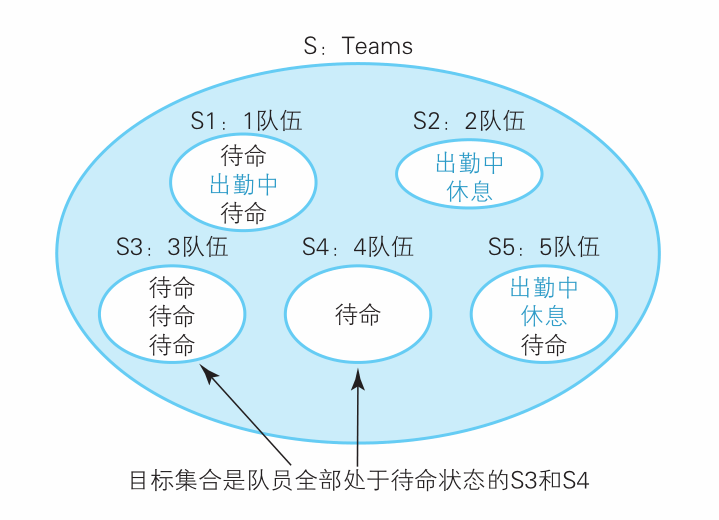 S：Teams
S1：1队伍
待命
出勤中
待命
S2：2队伍
出勤中
休息
S3：3队伍
待命
待命
待命
S4：4队伍
待命
S5：5队伍
出勤中
休息
待命
目标集合是队员全部处于待命状态的S3和S4